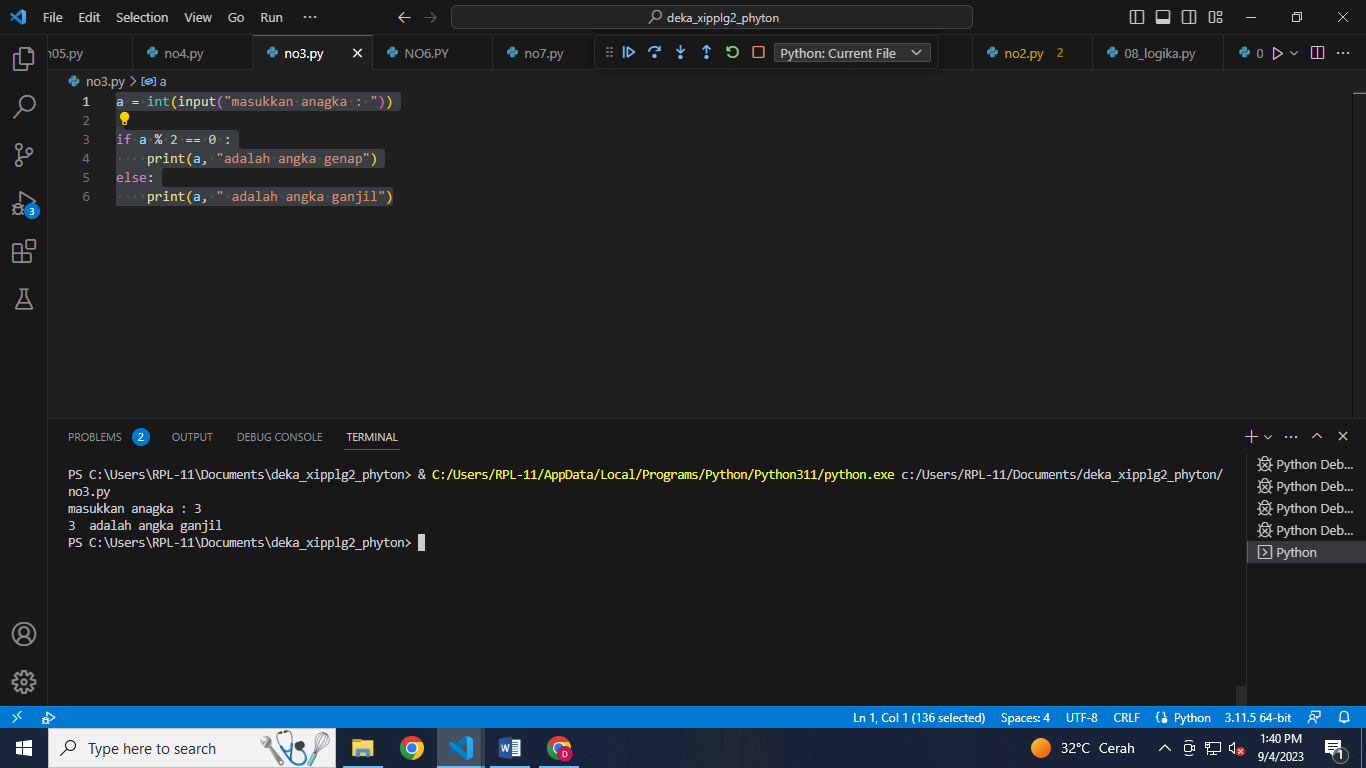 File Edit Selection View Go Run ··· deka_xipplg2_phyton
no5.py no4.py no3.py NO6.PY no7.py Python: Current File no2.py 2 08_logika.py 0
no3.py > a
1 a = int(input("masukkan anagka : "))
2
3 if a % 2 == 0 :
4 print(a, "adalah angka genap")
5 else:
6 print(a, " adalah angka ganjil")
3
PROBLEMS 2 OUTPUT DEBUG CONSOLE TERMINAL
PS C:\Users\RPL-11\Documents\deka_xipplg2_phyton> & C:/Users/RPL-11/AppData/Local/Programs/Python/Python311/python.exe c:/Users/RPL-11/Documents/deka_xipplg2_phyton/
no3.py
masukkan anagka : 3
3  adalah angka ganjil
PS C:\Users\RPL-11\Documents\deka_xipplg2_phyton>
Python Deb...
Python Deb...
Python Deb...
Python Deb...
Python
Ln 1, Col 1 (136 selected) Spaces: 4 UTF-8 CRLF Python 3.11.5 64-bit
Type here to search D 32°C Cerah 1:40 PM
9/4/2023 1